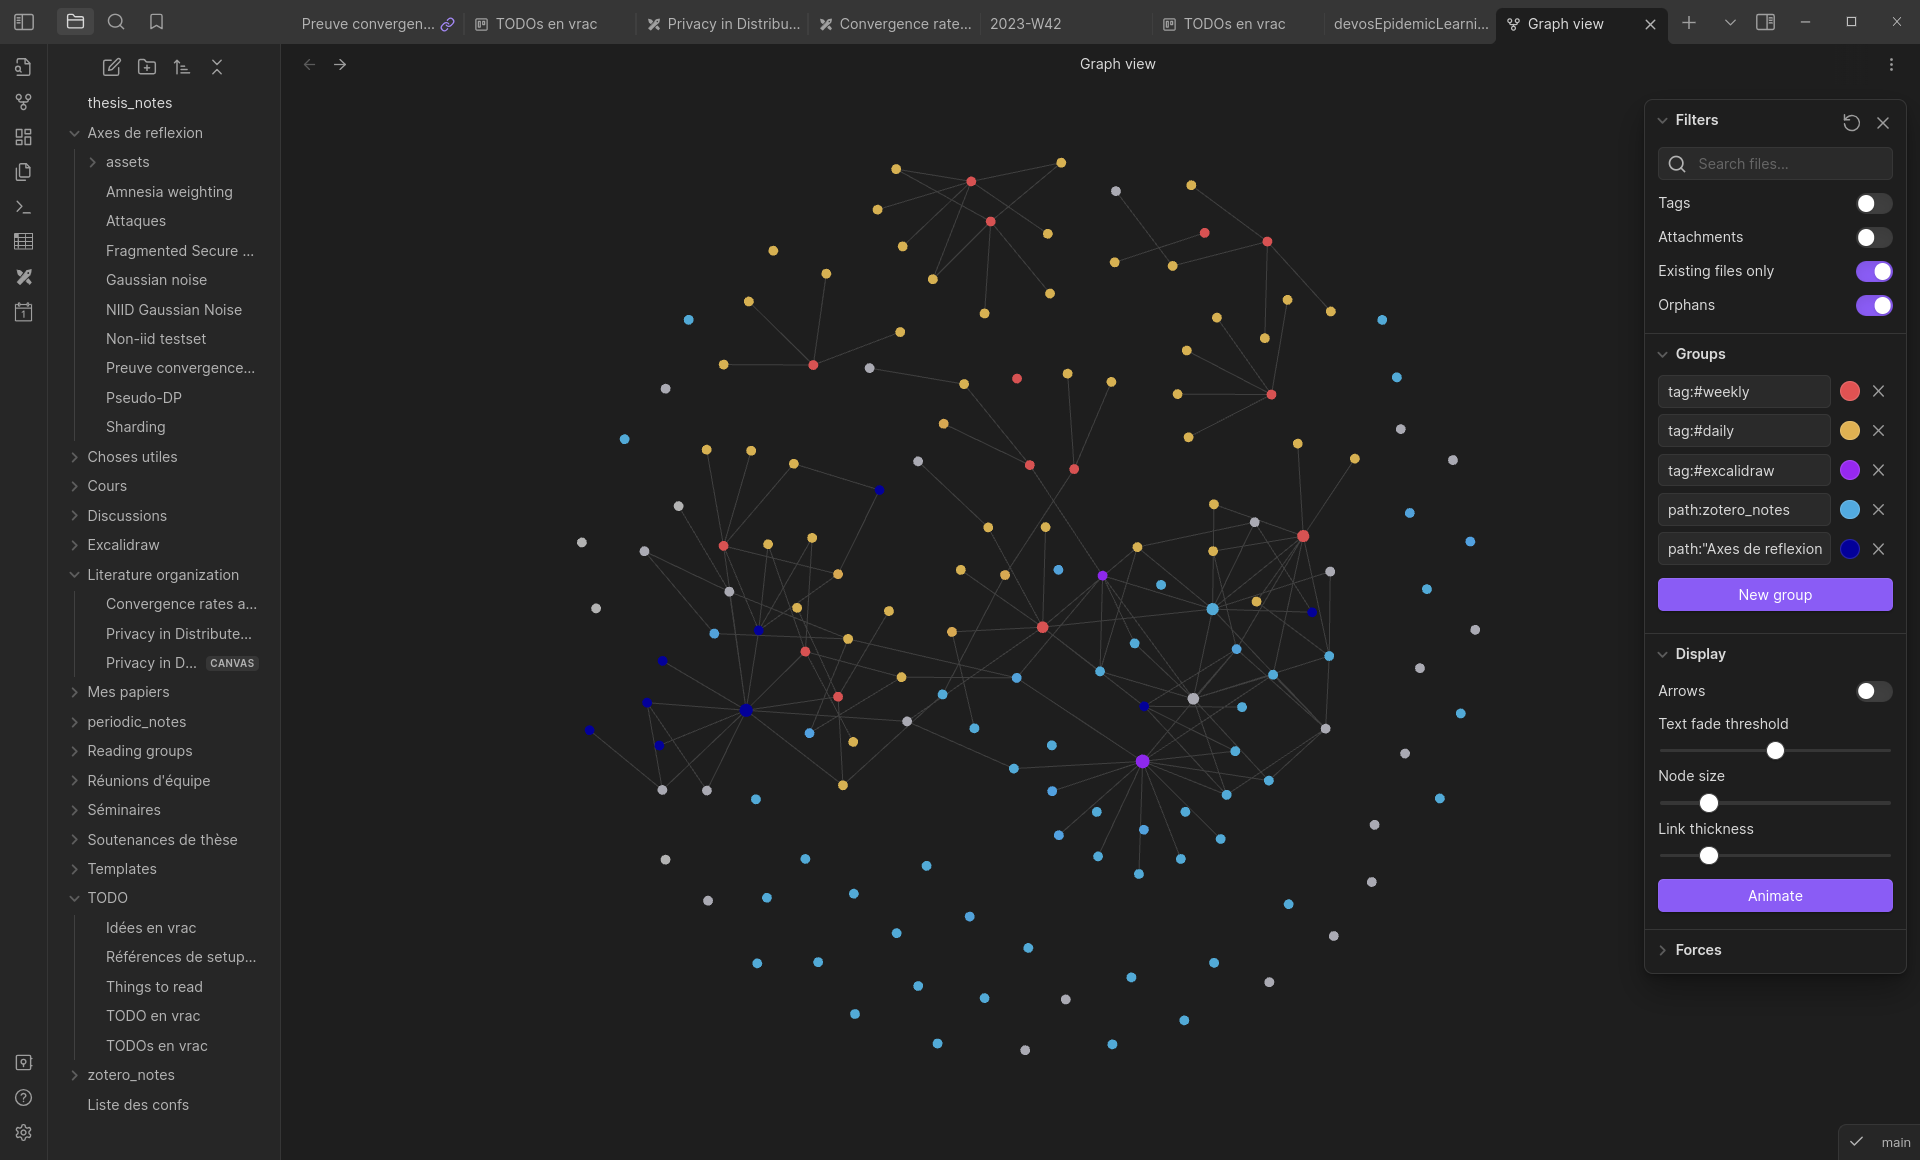 Preuve convergen...
TODOs en vrac
Privacy in Distribu...
Convergence rate...
2023-W42
TODOs en vrac
devosEpidemicLearni...
Graph view
Graph view
thesis_notes
Axes de reflexion
assets
Amnesia weighting
Attaques
Fragmented Secure ...
Gaussian noise
NIID Gaussian Noise
Non-iid testset
Preuve convergence...
Pseudo-DP
Sharding
Choses utiles
Cours
Discussions
Excalidraw
Literature organization
Convergence rates a...
Privacy in Distribute...
Privacy in D... CANVAS
Mes papiers
periodic_notes
Reading groups
Réunions d'équipe
Séminaires
Soutenances de thèse
Templates
TODO
Idées en vrac
Références de setup...
Things to read
TODO en vrac
TODOs en vrac
zotero_notes
Liste des confs
1
Filters
Search files...
Tags
Attachments
Existing files only
Orphans
Groups
tag:#weekly
tag:#daily
tag:#excalidraw
path:zotero_notes
path:"Axes de reflexion
New group
Display
Arrows
Text fade threshold
Node size
Link thickness
Animate
Forces
main